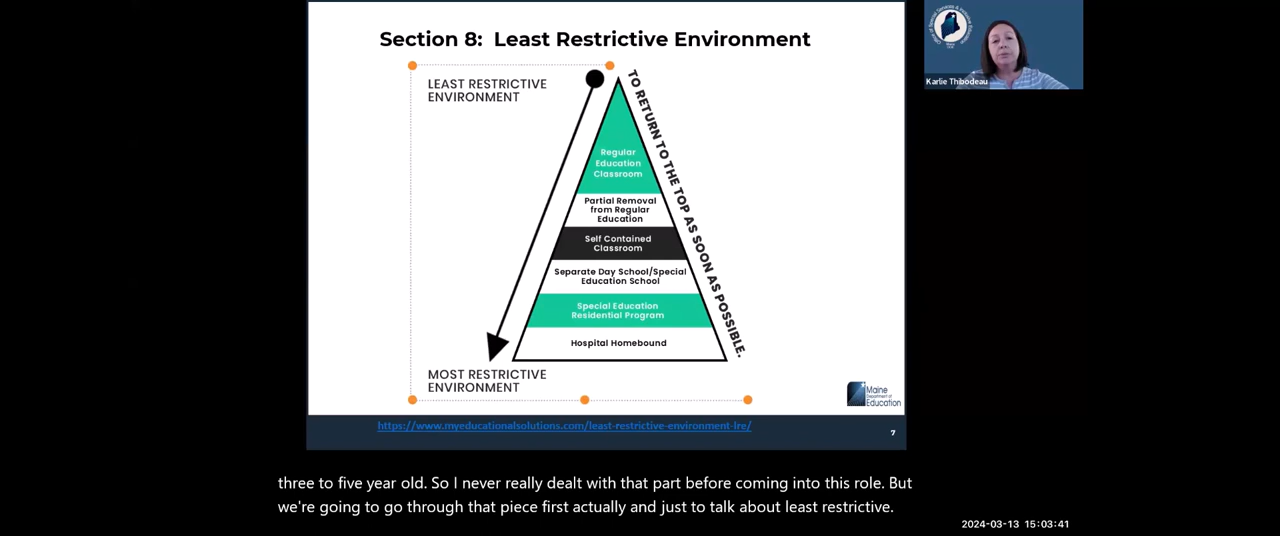 Section 8: Least Restrictive Environment
LEAST RESTRICTIVE
ENVIRONMENT
TO RETURN TO THE TOP AS SOON AS POSSIBLE.
Regular
Education
Classroom
Partial Removal
from Regular
Education
Self Contained
Classroom
Separate Day School/Special
Education School
Special Education
Residential Program
Hospital Homebound
MOST RESTRICTIVE
ENVIRONMENT
Maine
Department of
Education
https://www.myeducationalsolutions.com/least-restrictive-environment-lre/
7
Karlie Thibodeau
three to five year old. So I never really dealt with that part before coming into this role. But
we're going to go through that piece first actually and just to talk about least restrictive.
2024-03-13 15:03:41